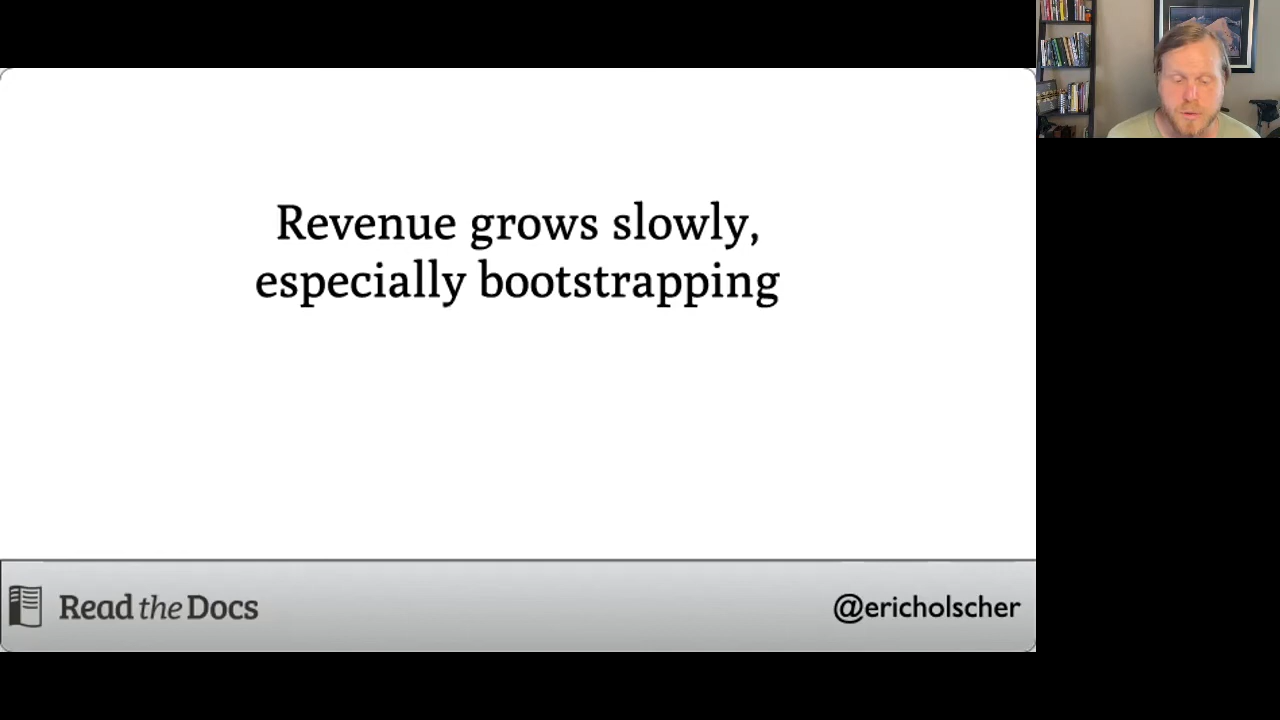 Revenue grows slowly,
especially bootstrapping
Read the Docs
@ericholscher